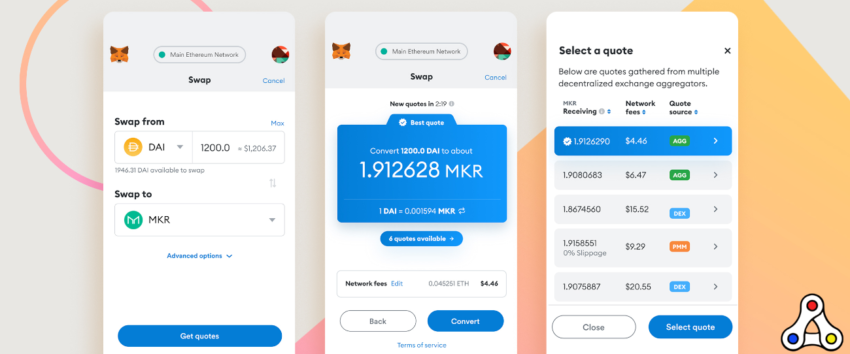 Main Ethereum Network
Swap
Cancel
Swap from
Max
DAI
1200.0
≈ $1,206.37
1946.31 DAI available to swap
Swap to
MKR
Advanced options
Get quotes
Main Ethereum Network
Swap
Cancel
New quotes in 2:19
Best quote
Convert 1200.0 DAI to about
1.912628 MKR
1 DAI = 0.001594 MKR
6 quotes available
Network fees
Edit
0.045251 ETH
$4.46
Back
Convert
Terms of service
Select a quote
Below are quotes gathered from multiple
decentralized exchange aggregators.
MKR
Receiving
Network
fees
Quote
source
1.9126290
$4.46
AGG
1.9080683
$6.47
AGG
1.8674560
$15.52
DEX
1.9158551
0% Slippage
$9.29
PMM
1.9075887
$20.55
DEX
Close
Select quote